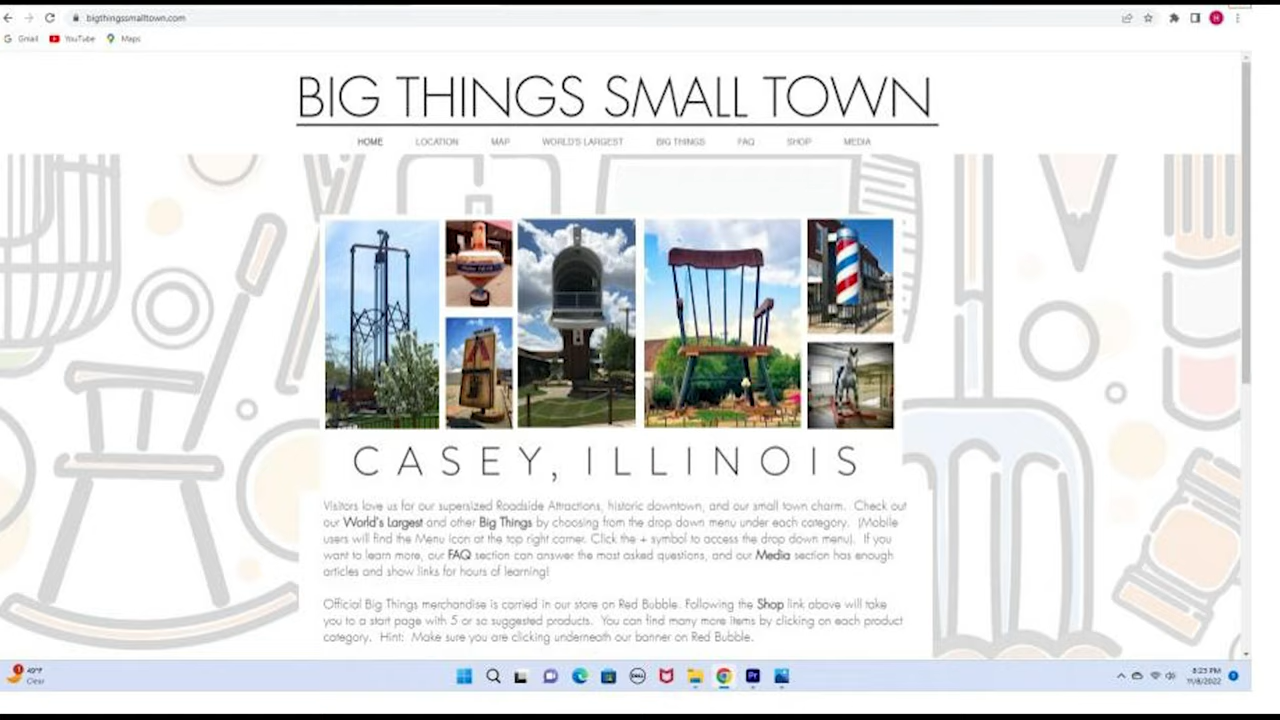 bigthingssmalltown.com
Gmail YouTube Maps
BIG THINGS SMALL TOWN
HOME LOCATION MAP WORLD'S LARGEST BIG THINGS FAQ SHOP MEDIA
CASEY, ILLINOIS
Visitors love us for our supersized Roadside Attractions, historic downtown, and our small town charm. Check out
our World's Largest and other Big Things by choosing from the drop down menu under each category. (Mobile
users will find the Menu Icon at the top right corner. Click the + symbol to access the drop down menu). If you
want to learn more, our FAQ section can answer the most asked questions, and our Media section has enough
articles and show links for hours of learning!
Official Big Things merchandise is carried in our store on Red Bubble. Following the Shop link above will take
you to a start page with 5 or so suggested products. You can find many more items by clicking on each product
category. Hint: Make sure you are clicking underneath our banner on Red Bubble.
49°F
Clear
8:23 PM
11/8/2022